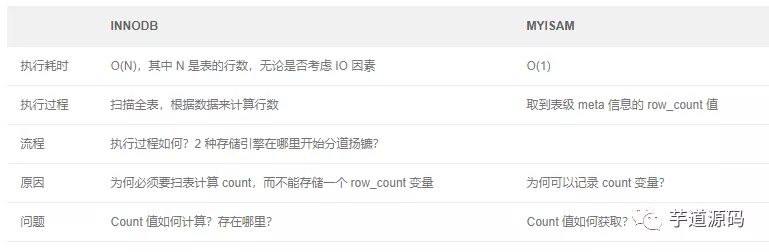 INNODB MYISAM
执行耗时 O(N)，其中 N 是表的行数，无论是否考虑 IO 因素 O(1)
执行过程 扫描全表，根据数据来计算行数 取到表级 meta 信息的 row_count 值
流程 执行过程如何？2 种存储引擎在哪里开始分道扬镳？
原因 为何必须要扫表计算 count，而不能存储一个 row_count 变量 为何可以记录 count 变量？
问题 Count 值如何计算？存在哪里？ Count 值如何获取？
芋道源码